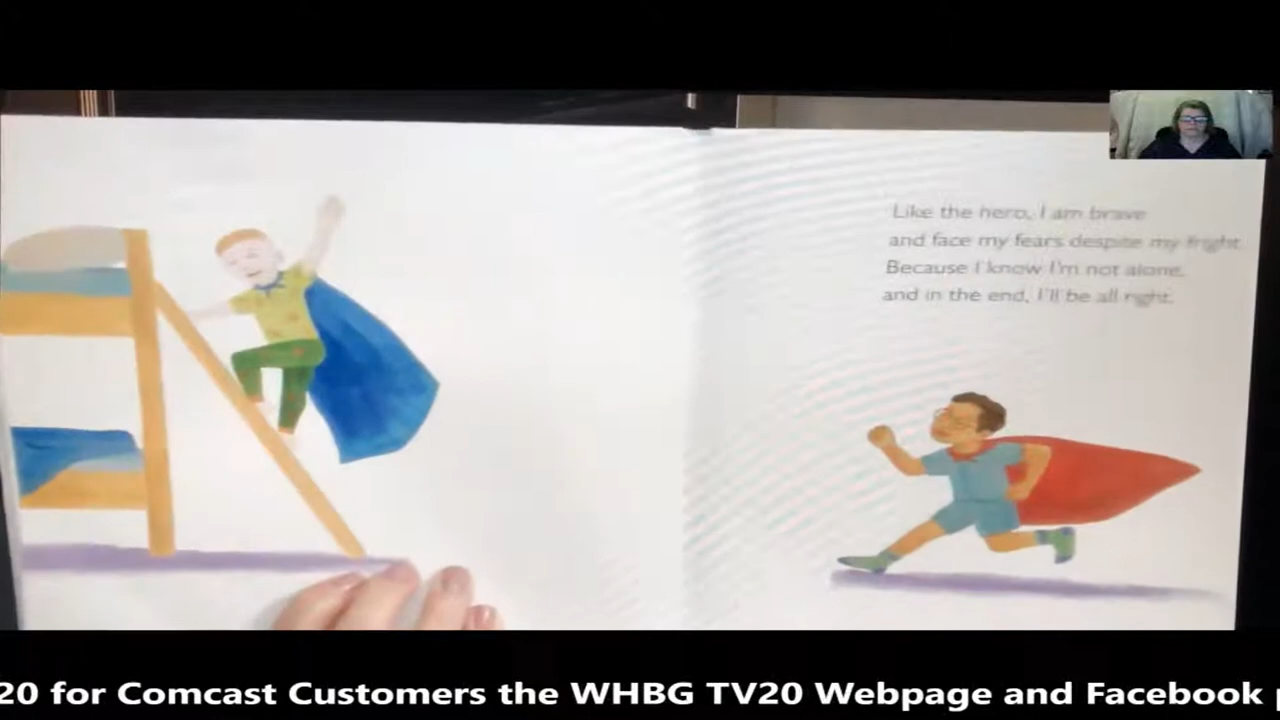 Like the hero, I am brave
and face my fears despite my fright.
Because I know I'm not alone,
and in the end, I'll be all right.
20 for Comcast Customers the WHBG TV20 Webpage and Facebook